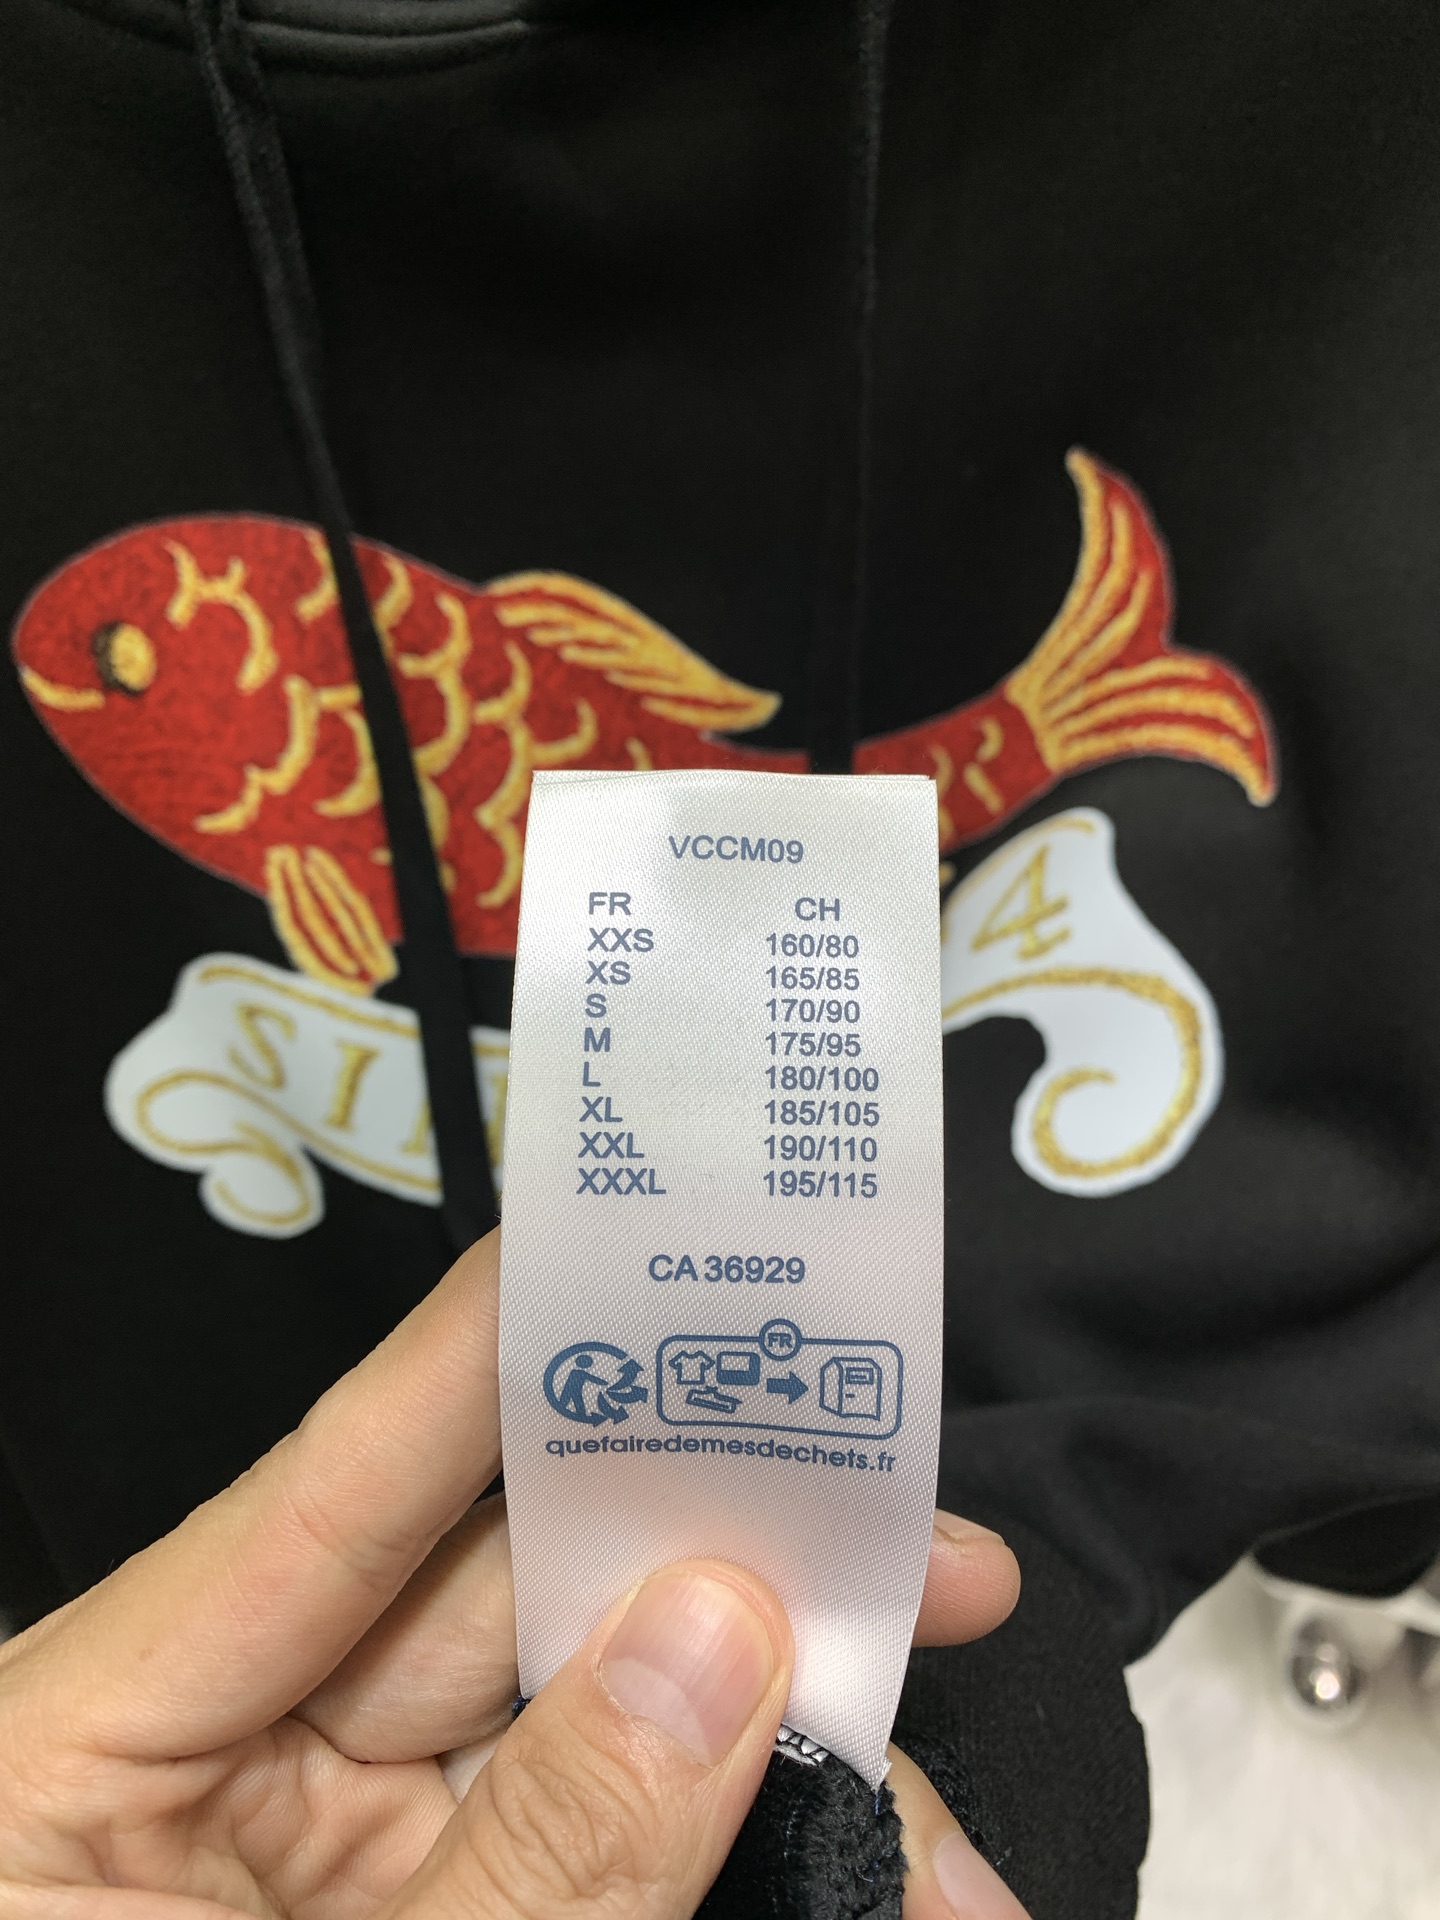 VCCM09
FR CH
XXS 160/80
XS 165/85
S 170/90
M 175/95
L 180/100
XL 185/105
XXL 190/110
XXXL 195/115
CA 36929
FR
quefairedemesdechets.fr
4